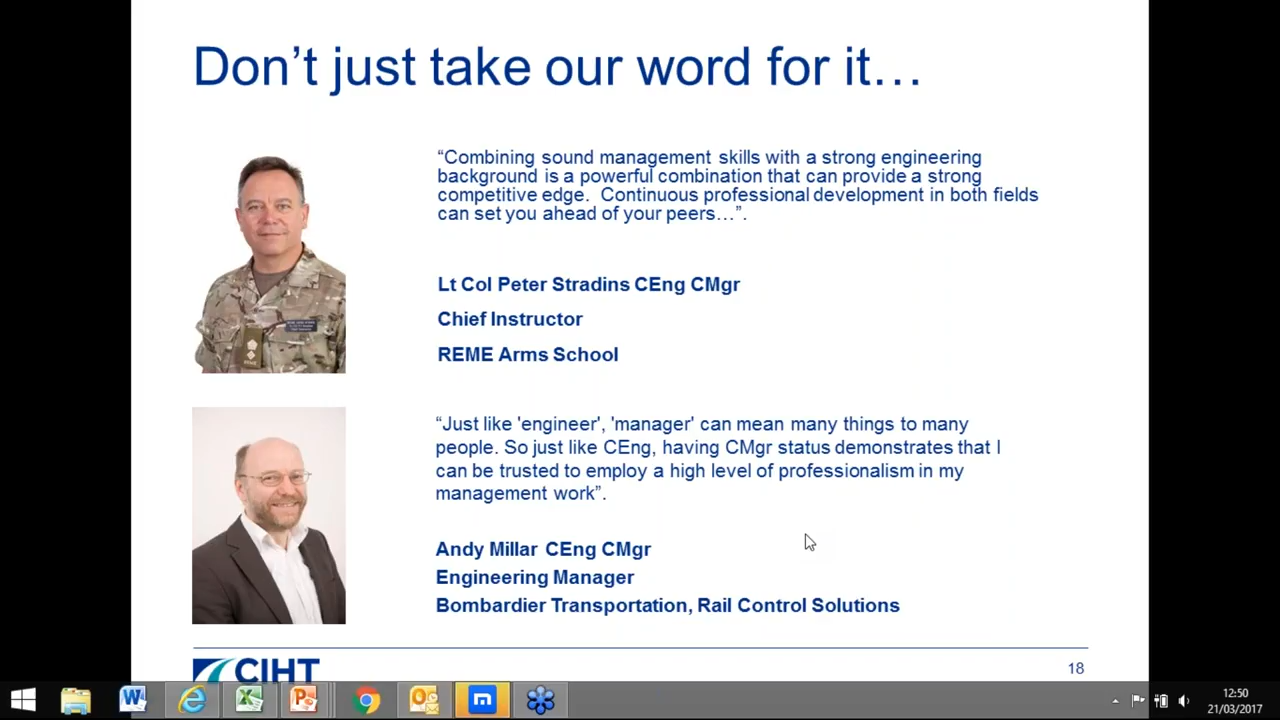 Don't just take our word for it…
“Combining sound management skills with a strong engineering
background is a powerful combination that can provide a strong
competitive edge.  Continuous professional development in both fields
can set you ahead of your peers…”.
Lt Col Peter Stradins CEng CMgr
Chief Instructor
REME Arms School
“Just like 'engineer', 'manager' can mean many things to many
people. So just like CEng, having CMgr status demonstrates that I
can be trusted to employ a high level of professionalism in my
management work”.
Andy Millar CEng CMgr
Engineering Manager
Bombardier Transportation, Rail Control Solutions
CIHT
18
12:50
21/03/2017